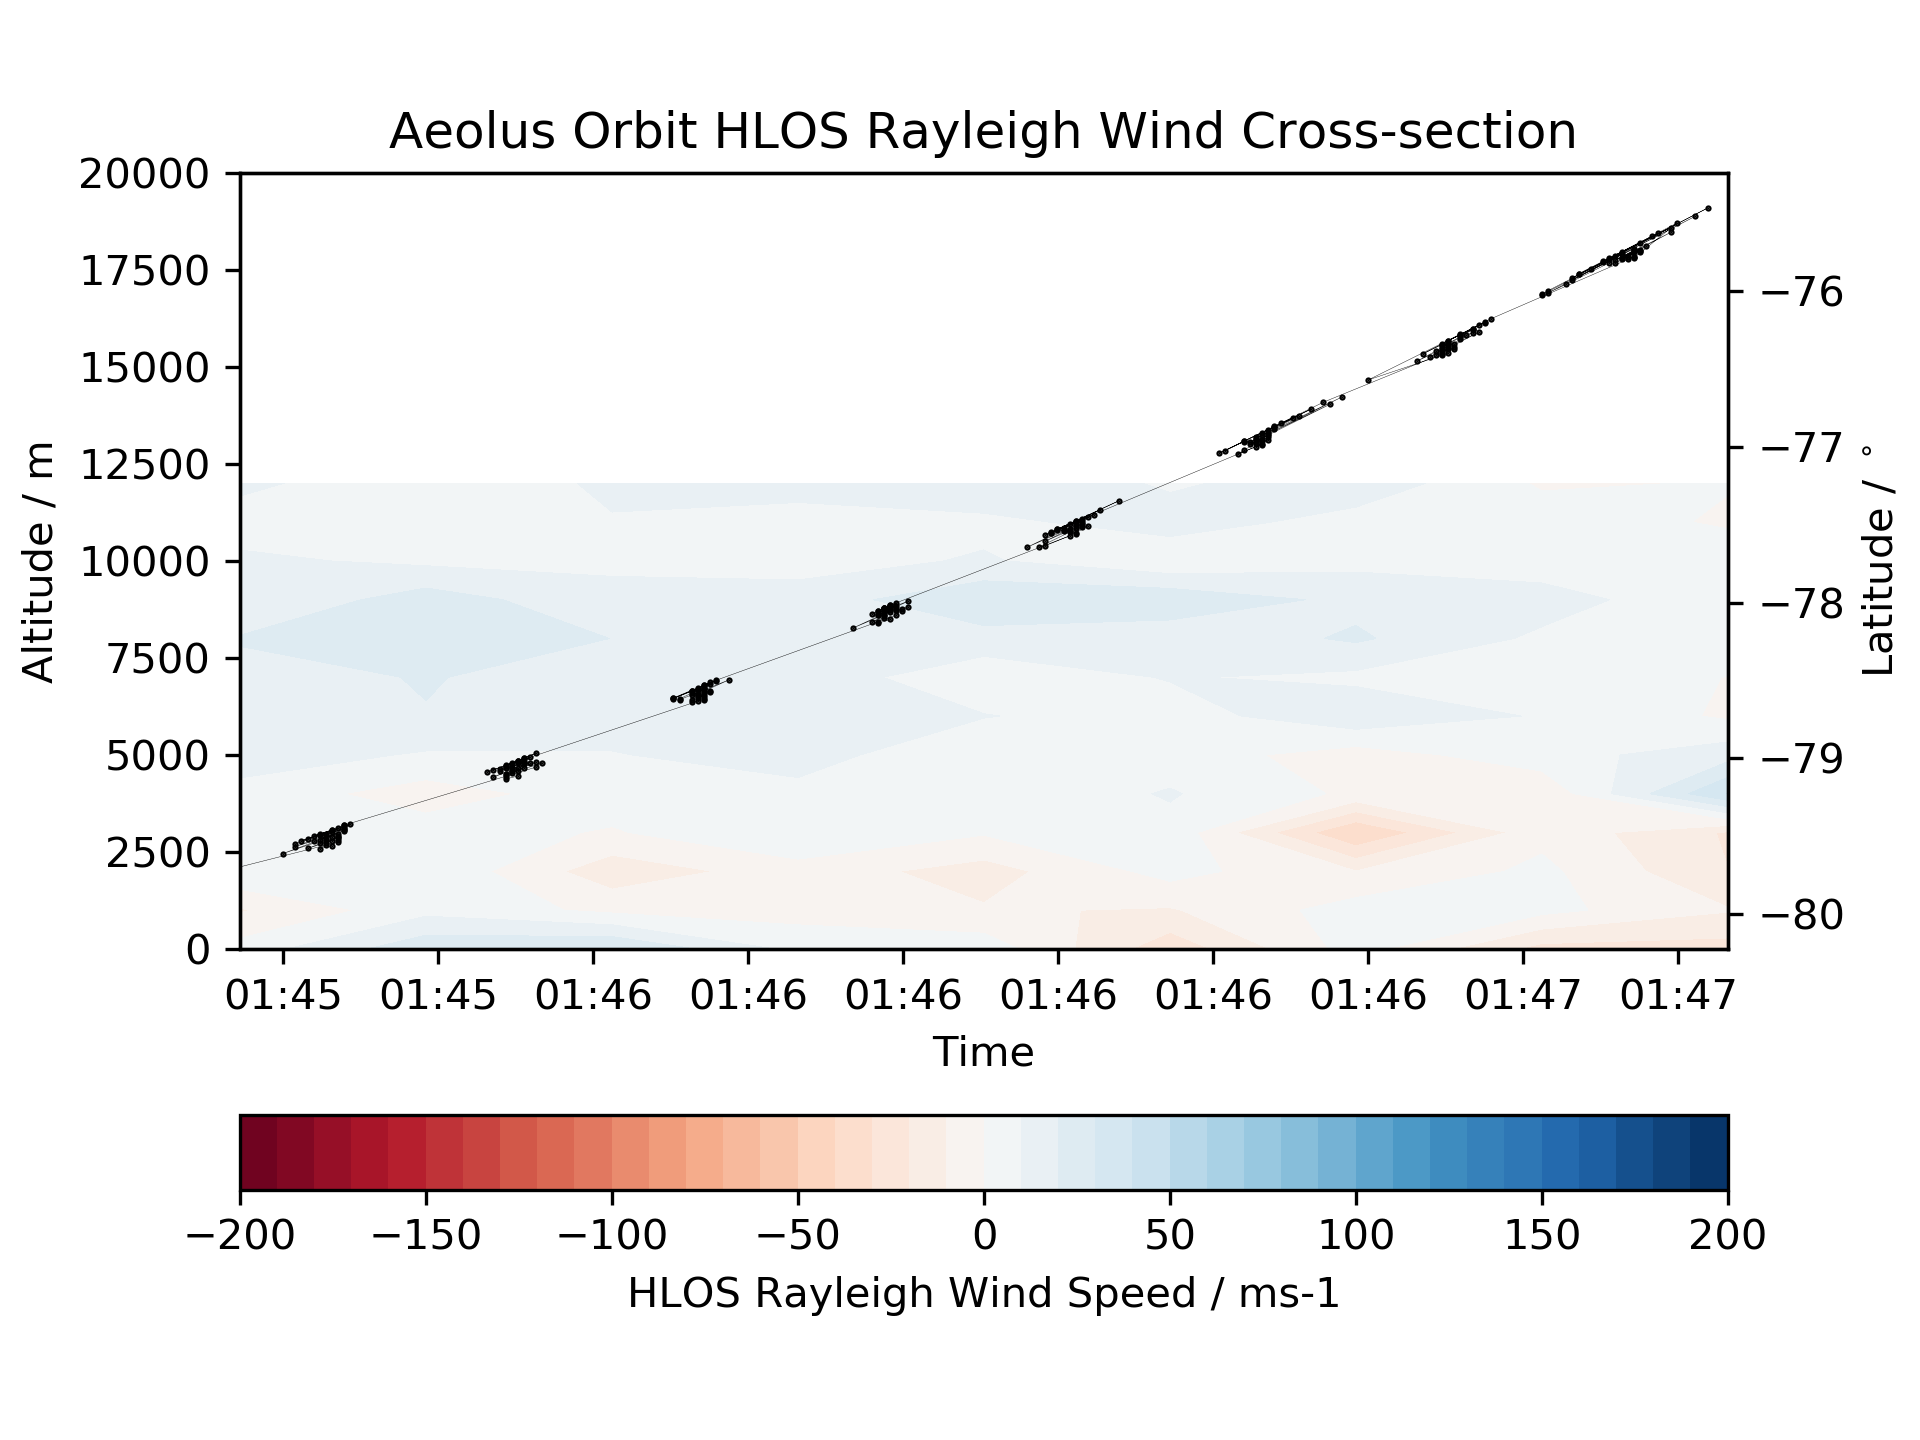 Aeolus Orbit HLOS Rayleigh Wind Cross-section
20000
17500
15000
12500
10000
7500
5000
2500
0
Altitude / m
−76
−77
−78
−79
−80
Latitude / °
01:45 01:45 01:46 01:46 01:46 01:46 01:46 01:46 01:47 01:47
Time
−200 −150 −100 −50 0 50 100 150 200
HLOS Rayleigh Wind Speed / ms-1